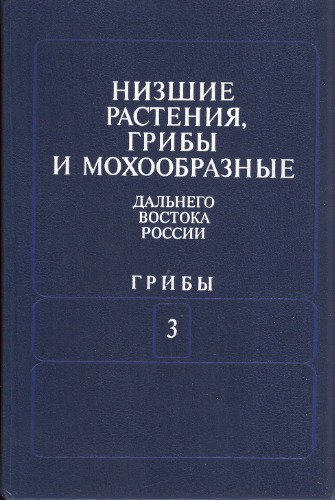 НИЗШИЕ
РАСТЕНИЯ,
ГРИБЫ
И МОХООБРАЗНЫЕ
ДАЛЬНЕГО
ВОСТОКА
РОССИИ
ГРИБЫ
3